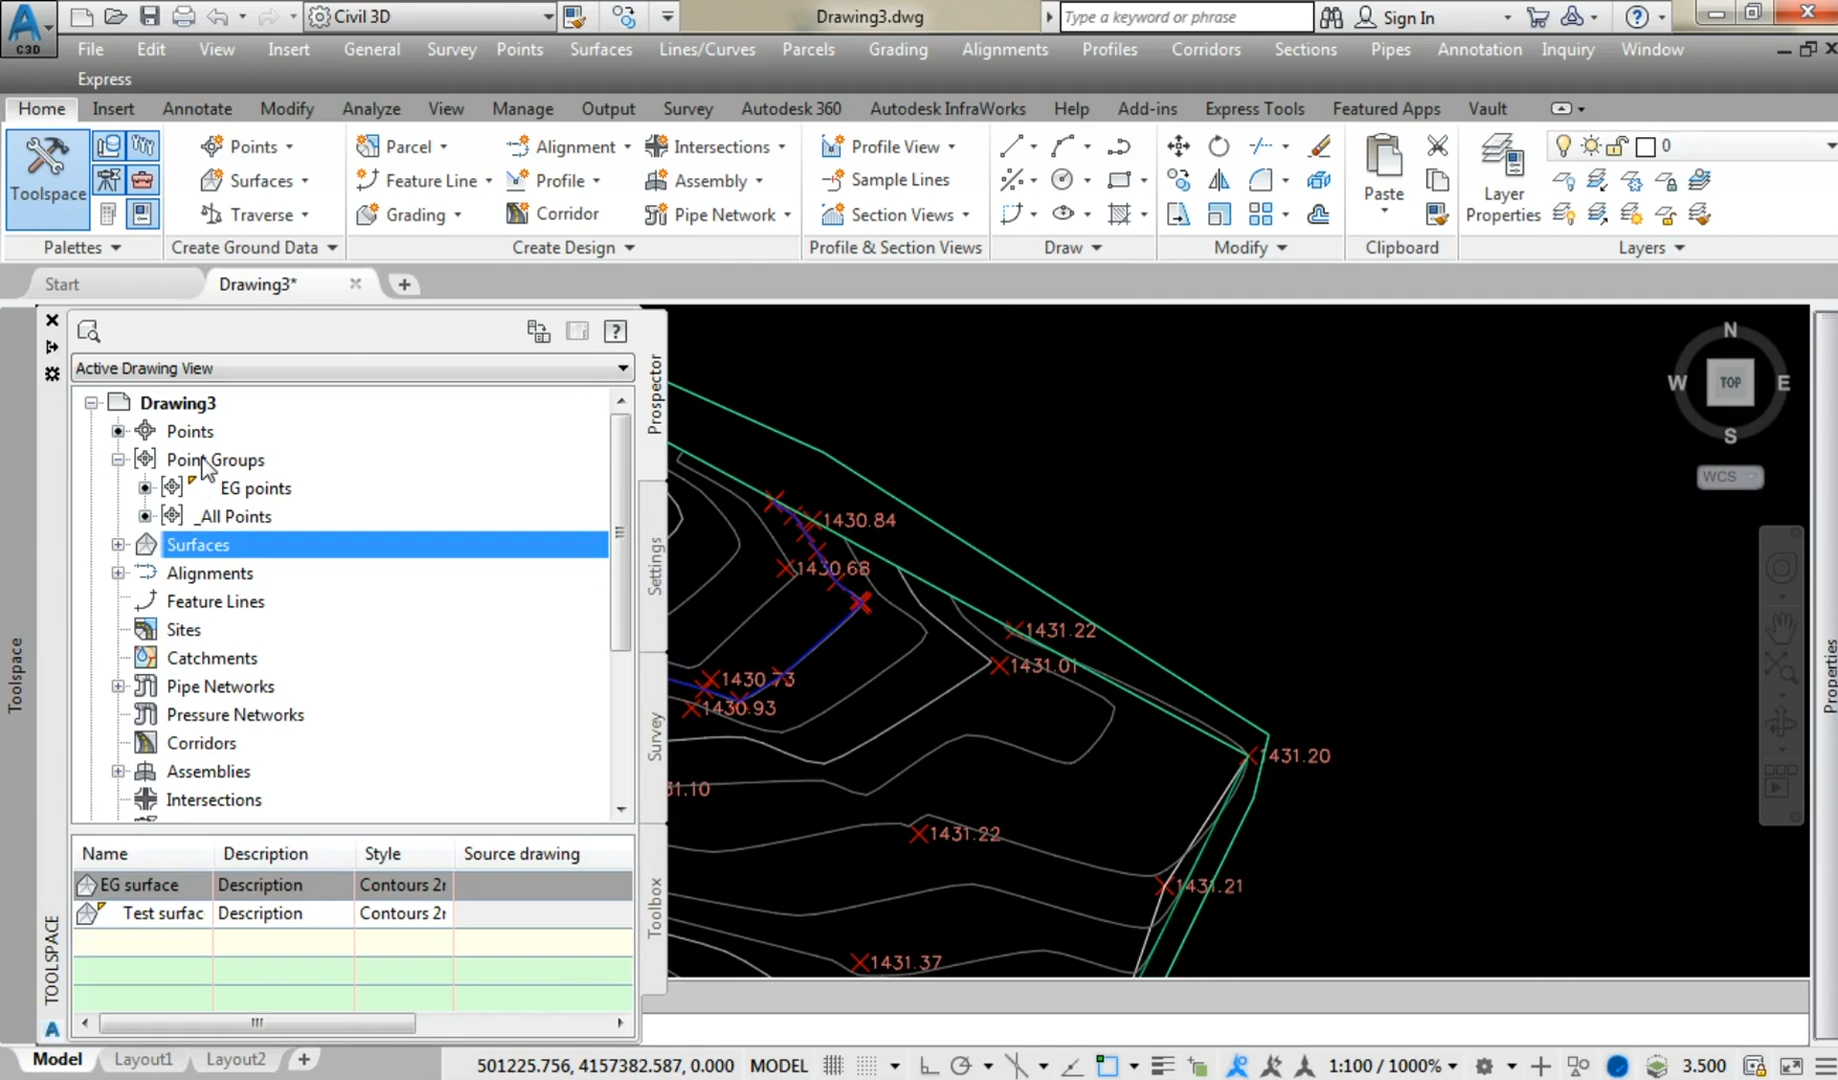 Civil 3D Drawing3.dwg Type a keyword or phrase Sign In
C3D
File Edit View Insert General Survey Points Surfaces Lines/Curves Parcels Grading Alignments Profiles Corridors Sections Pipes Annotation Inquiry Window
Express
Home Insert Annotate Modify Analyze View Manage Output Survey Autodesk 360 Autodesk InfraWorks Help Add-ins Express Tools Featured Apps Vault
Points Parcel Alignment Intersections Profile View 0
Surfaces Feature Line Profile Assembly Sample Lines
Toolspace Paste Layer Properties
Traverse Grading Corridor Pipe Network Section Views
Palettes Create Ground Data Create Design Profile & Section Views Draw Modify Clipboard Layers
Start Drawing3*
Active Drawing View
Drawing3
Points
Point Groups
EG points
_All Points
Surfaces
Alignments
Feature Lines
Sites
Catchments
Pipe Networks
Pressure Networks
Corridors
Assemblies
Intersections
Name Description Style Source drawing
EG surface Description Contours 2r
Test surfac Description Contours 2r
Prospector
Settings
Survey
Toolbox
Toolspace
TOOLSPACE
Properties
N
W TOP E
S
WCS
1430.84
1430.68
1431.22
1431.01
1430.73
1430.93
1431.20
31.10
1431.22
1431.21
1431.37
Model Layout1 Layout2 501225.756, 4157382.587, 0.000 MODEL 1:100 / 1000% 3.500